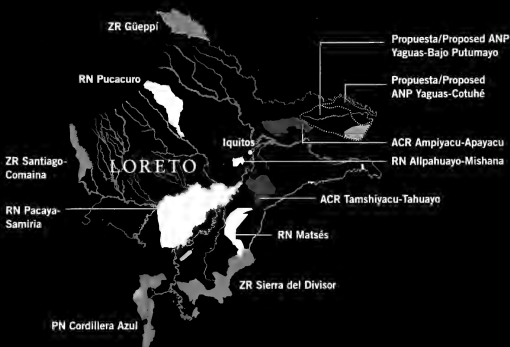 ZR Güeppí
Propuesta/Proposed ANP
Yaguas-Bajo Putumayo
RN Pucacuro
Propuesta/Proposed
ANP Yaguas-Cotuhé
Iquitos
ACR Ampiyacu-Apayacu
ZR Santiago-
Comaina
LORETO
RN Allpahuayo-Mishana
RN Pacaya-
Samiria
ACR Tamshiyacu-Tahuayo
RN Matsés
ZR Sierra del Divisor
PN Cordillera Azul